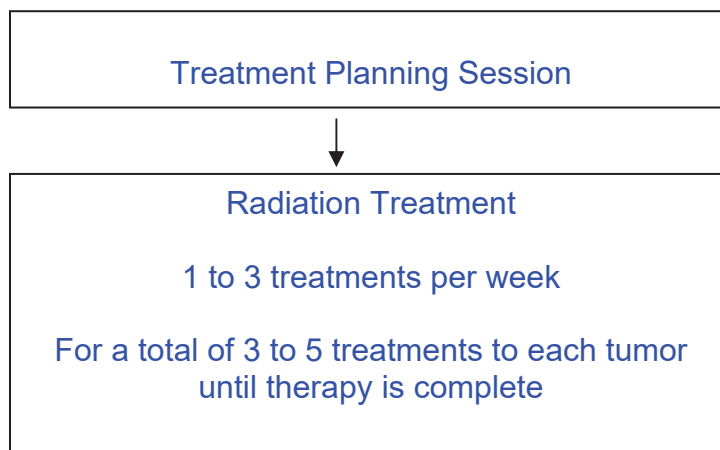 Treatment Planning Session
Radiation Treatment
1 to 3 treatments per week
For a total of 3 to 5 treatments to each tumor
until therapy is complete